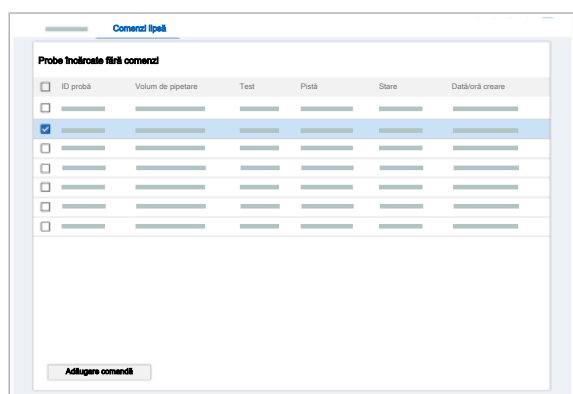 Comenzi lipsă
Probe încărcate fără comenzi
ID probă Volum de pipetare Test Pistă Stare Dată/oră creare
Adăugare comandă